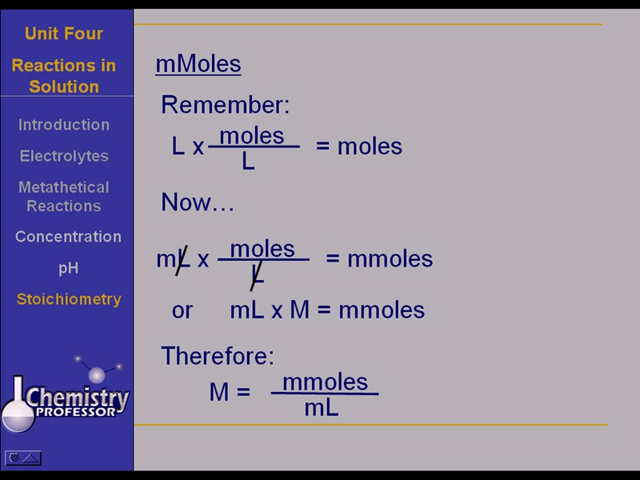 Unit Four
Reactions in
Solution
Introduction
Electrolytes
Metathetical
Reactions
Concentration
pH
Stoichiometry
Chemistry
PROFESSOR
mMoles
Remember:
L x moles / L = moles
Now…
mL x moles / L = mmoles
or mL x M = mmoles
Therefore:
M = mmoles / mL